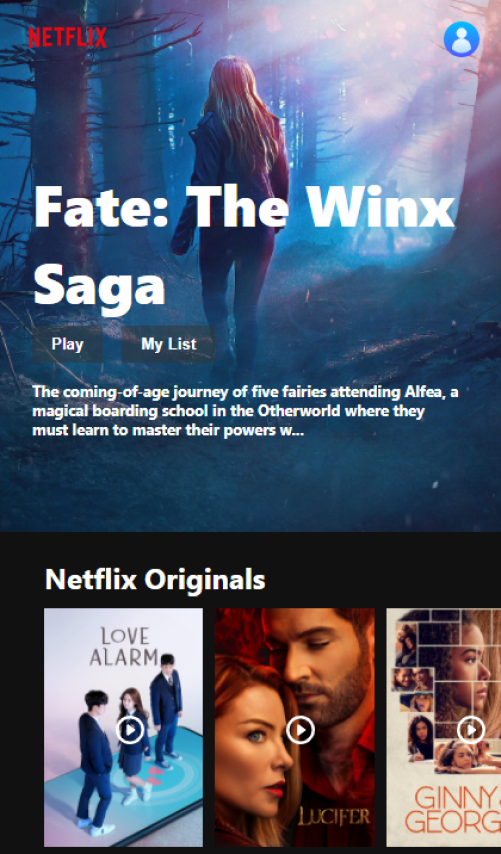 NETFLIX
Fate: The Winx
Saga
Play
My List
The coming-of-age journey of five fairies attending Alfea, a
magical boarding school in the Otherworld where they
must learn to master their powers w...
Netflix Originals
LOVE
ALARM
LUCIFER
GINNY
GEORG